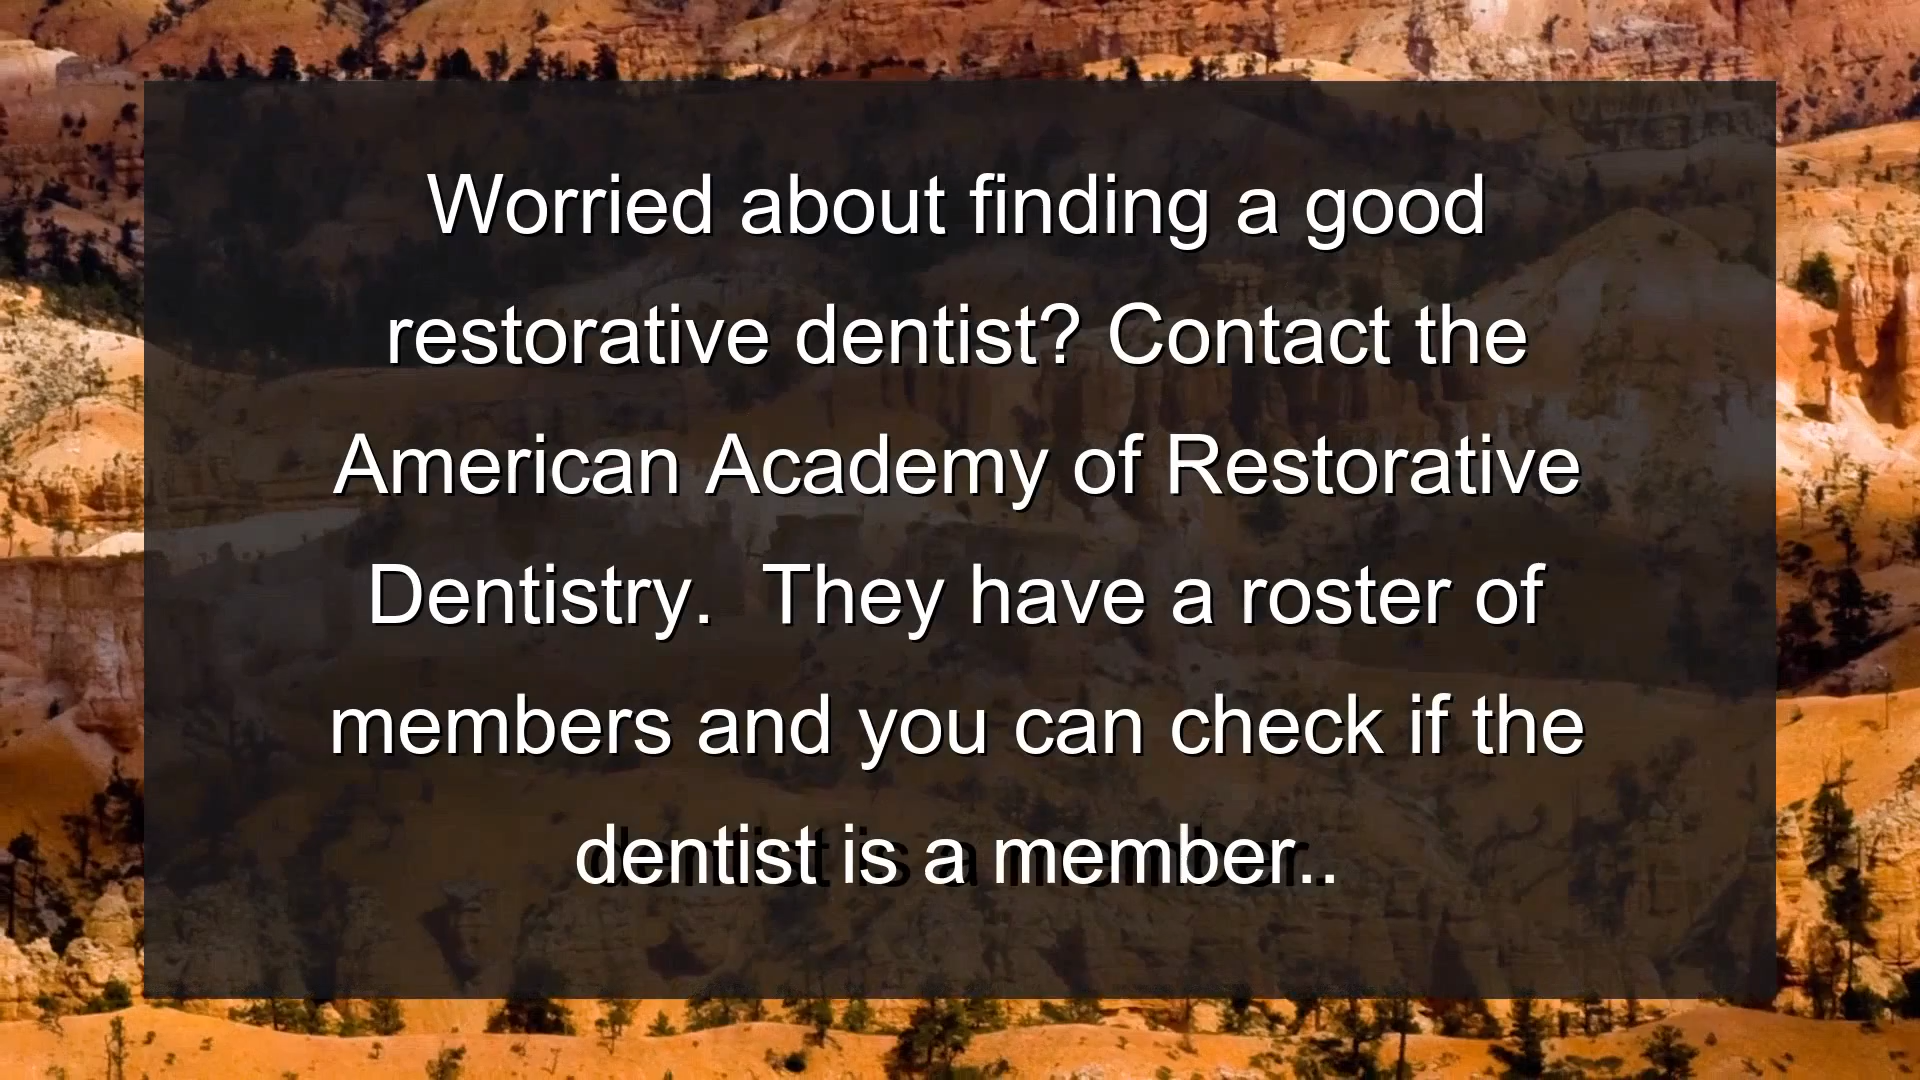 Worried about finding a good
restorative dentist? Contact the
American Academy of Restorative
Dentistry.  They have a roster of
members and you can check if the
dentist is a member..